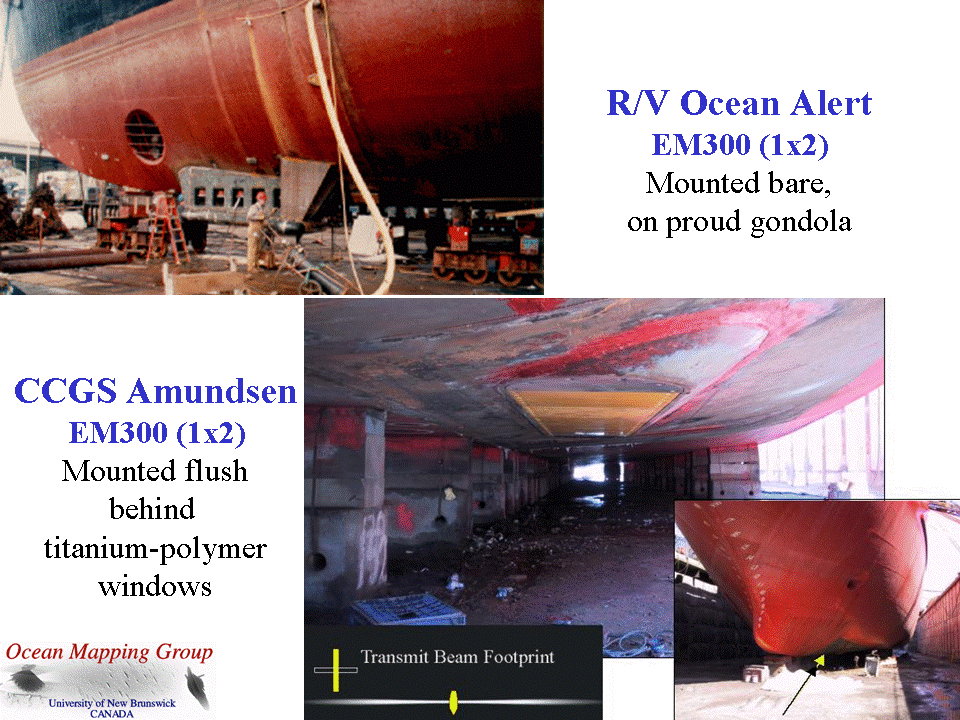 R/V Ocean Alert
EM300 (1x2)
Mounted bare,
on proud gondola
CCGS Amundsen
EM300 (1x2)
Mounted flush
behind
titanium-polymer
windows
Transmit Beam Footprint
Ocean Mapping Group
University of New Brunswick
CANADA